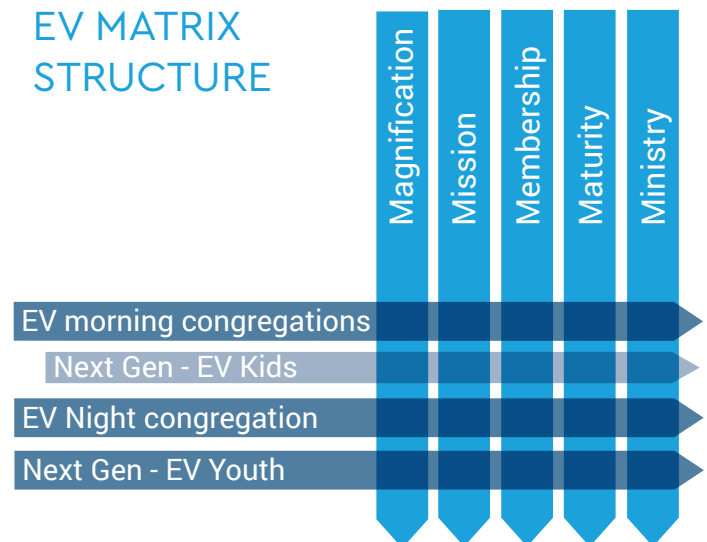 EV MATRIX
STRUCTURE
Magnification
Mission
Membership
Maturity
Ministry
EV morning congregations
Next Gen - EV Kids
EV Night congregation
Next Gen - EV Youth